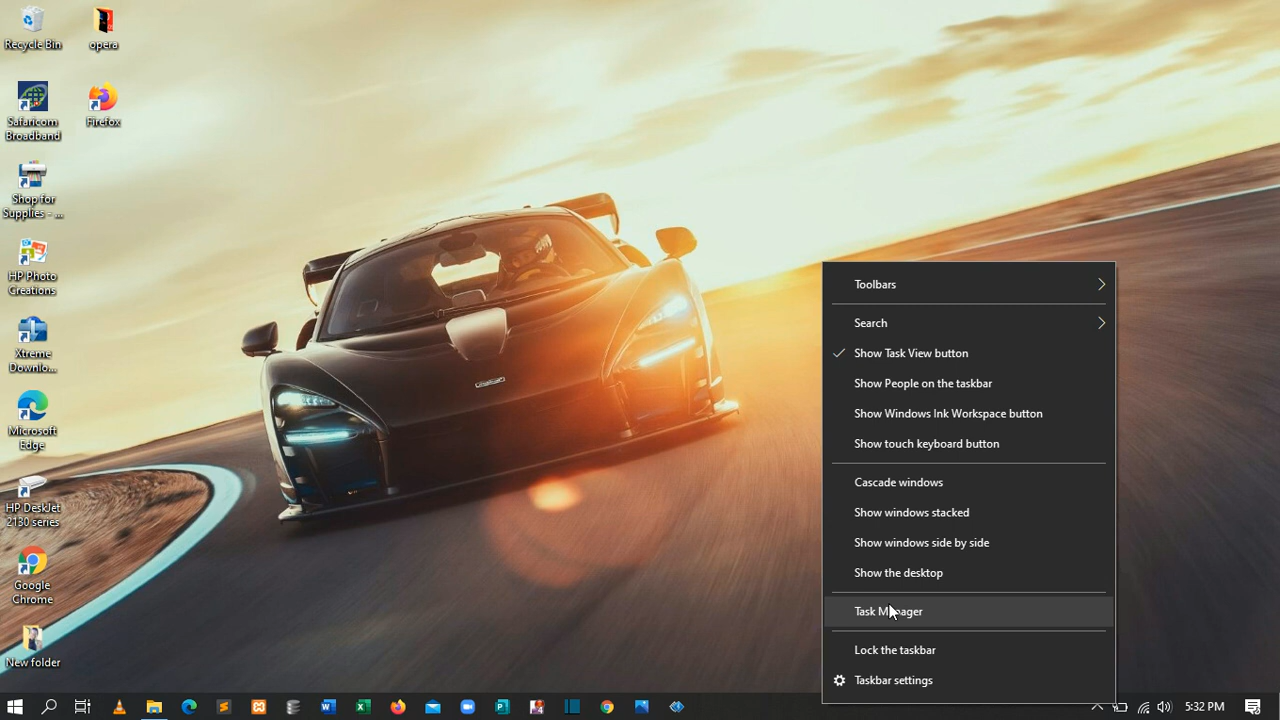 Recycle Bin
opera
Safaricom
Broadband
Firefox
Shop for
Supplies - ...
HP Photo
Creations
Xtreme
Downlo...
Microsoft
Edge
HP DeskJet
2130 series
Google
Chrome
New folder
Toolbars
Search
Show Task View button
Show People on the taskbar
Show Windows Ink Workspace button
Show touch keyboard button
Cascade windows
Show windows stacked
Show windows side by side
Show the desktop
Task Manager
Lock the taskbar
Taskbar settings
5:32 PM